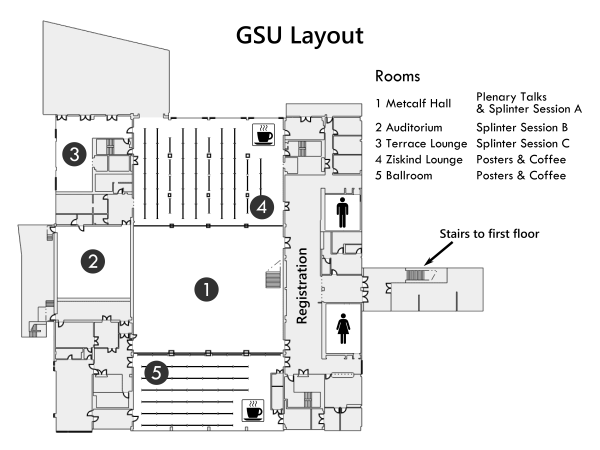 GSU Layout
Rooms
1 Metcalf Hall Plenary Talks
& Splinter Session A
2 Auditorium Splinter Session B
3 Terrace Lounge Splinter Session C
4 Ziskind Lounge Posters & Coffee
5 Ballroom Posters & Coffee
3
4
Stairs to first floor
2
1
Registration
5